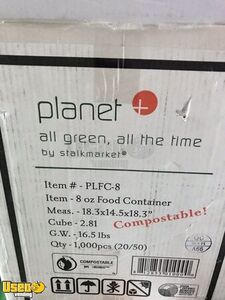 planet +
all green, all the time
by stalkmarket®
Item # - PLFC-8
Item - 8 oz Food Container
Meas. - 18.3x14.5x18.3"
Compostable!
Cube - 2.81
G.W. - 16.5 lbs
Qty - 1,000pcs (20/50)
COMPOSTABLE